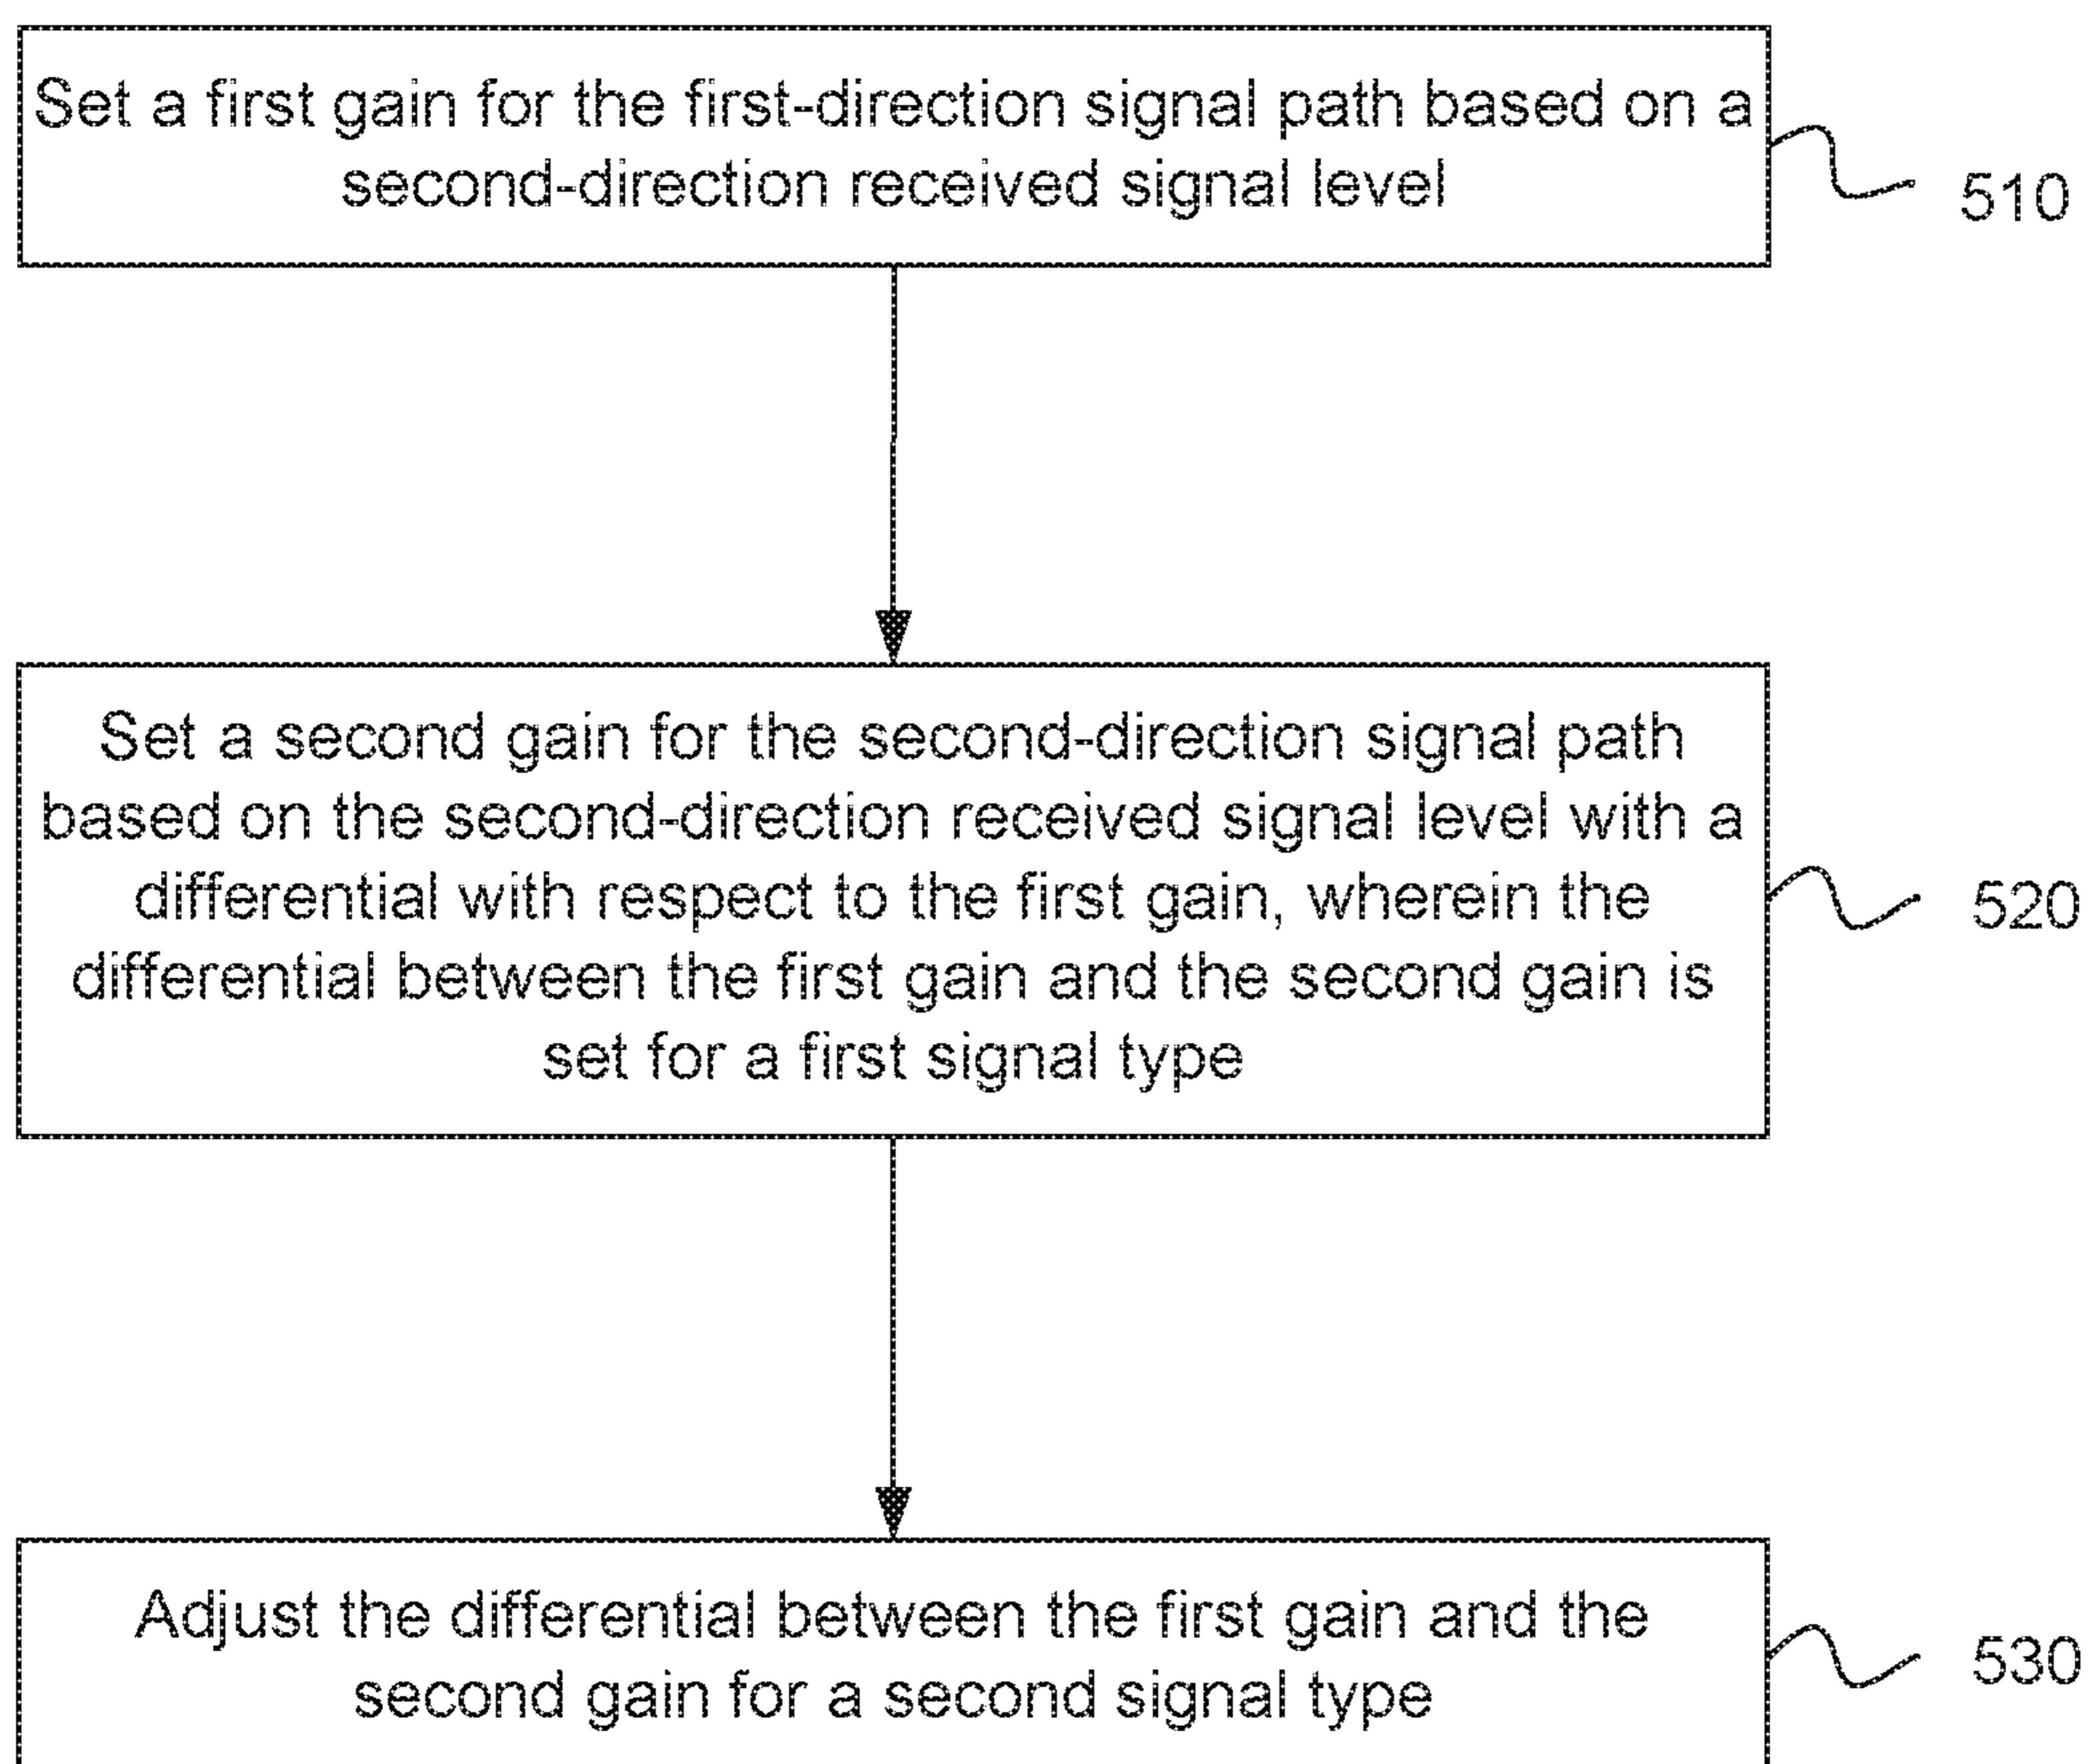 Set a first gain for the first-direction signal path based on a
second-direction received signal level
510
Set a second gain for the second-direction signal path
based on the second-direction received signal level with a
differential with respect to the first gain, wherein the
differential between the first gain and the second gain is
set for a first signal type
520
Adjust the differential between the first gain and the
second gain for a second signal type
530